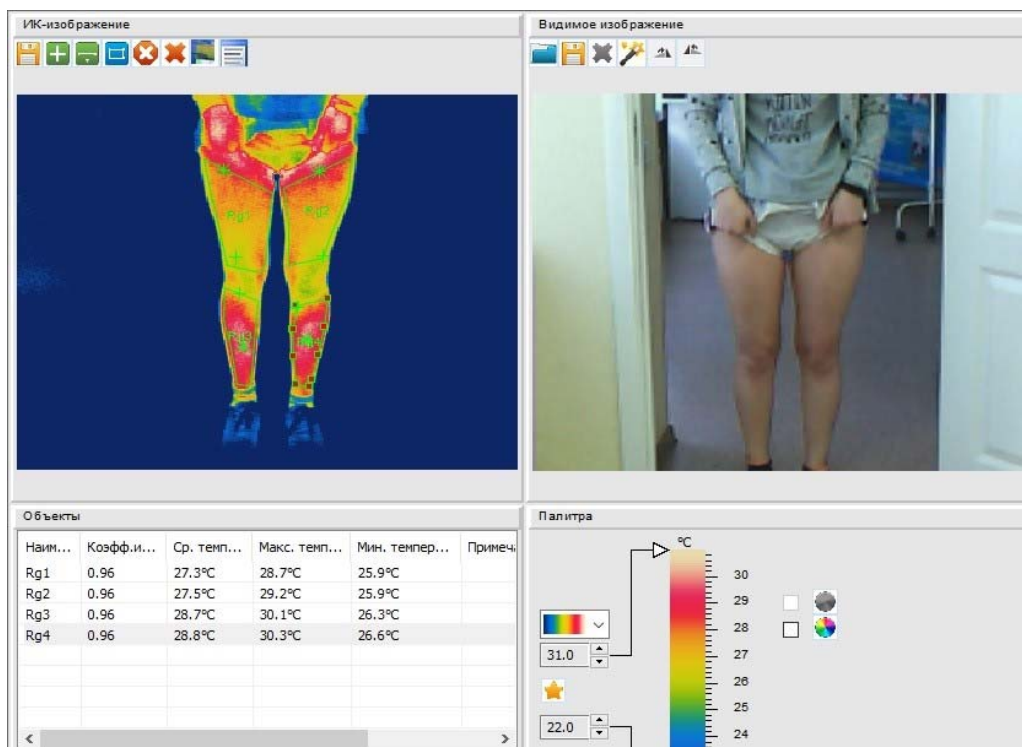 ИК-изображение
Видимое изображение
Rg1
Rg2
Rg3
Rg4
Объекты
Наим... Коэфф.и... Ср. темп... Макс. темп... Мин. темпер... Примеч
Rg1 0.96 27.3°C 28.7°C 25.9°C
Rg2 0.96 27.5°C 29.2°C 25.9°C
Rg3 0.96 28.7°C 30.1°C 26.3°C
Rg4 0.96 28.8°C 30.3°C 26.6°C
Палитра
°C
30
29
28
27
26
25
24
31.0
22.0